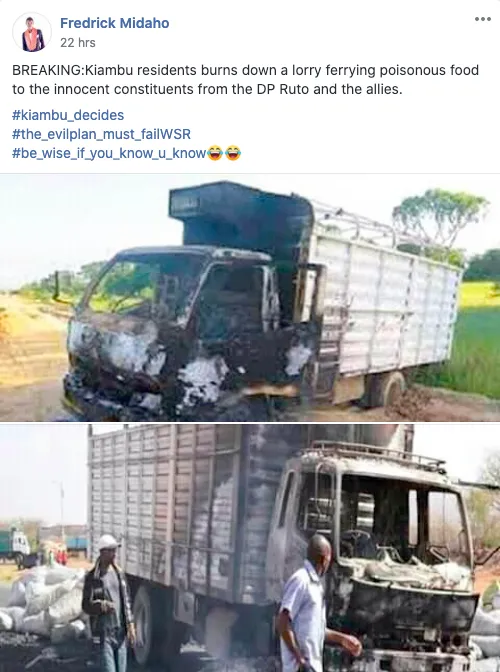 Fredrick Midaho
22 hrs
BREAKING:Kiambu residents burns down a lorry ferrying poisonous food
to the innocent constituents from the DP Ruto and the allies.
#kiambu_decides
#the_evilplan_must_failWSR
#be_wise_if_you_know_u_know😂😂